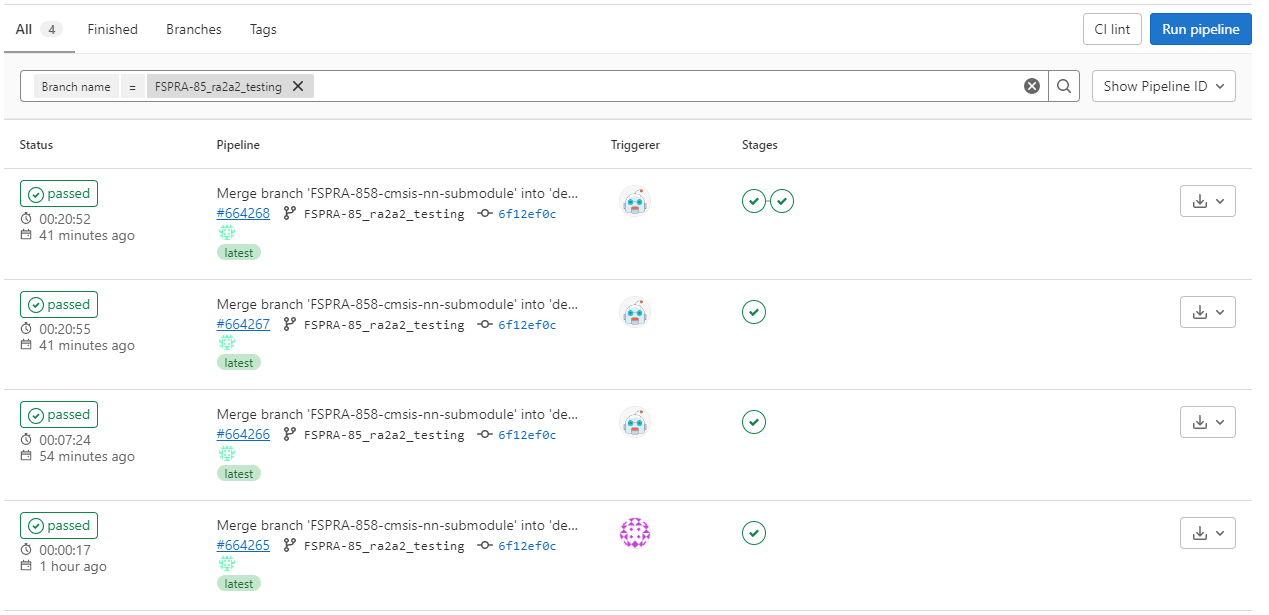 All 4 Finished Branches Tags CI lint Run pipeline
Branch name = FSPRA-85_ra2a2_testing Show Pipeline ID
Status Pipeline Triggerer Stages
passed Merge branch 'FSPRA-858-cmsis-nn-submodule' into 'de...
00:20:52 #664268 FSPRA-85_ra2a2_testing 6f12ef0c
41 minutes ago
latest
passed Merge branch 'FSPRA-858-cmsis-nn-submodule' into 'de...
00:20:55 #664267 FSPRA-85_ra2a2_testing 6f12ef0c
41 minutes ago
latest
passed Merge branch 'FSPRA-858-cmsis-nn-submodule' into 'de...
00:07:24 #664266 FSPRA-85_ra2a2_testing 6f12ef0c
54 minutes ago
latest
passed Merge branch 'FSPRA-858-cmsis-nn-submodule' into 'de...
00:00:17 #664265 FSPRA-85_ra2a2_testing 6f12ef0c
1 hour ago
latest